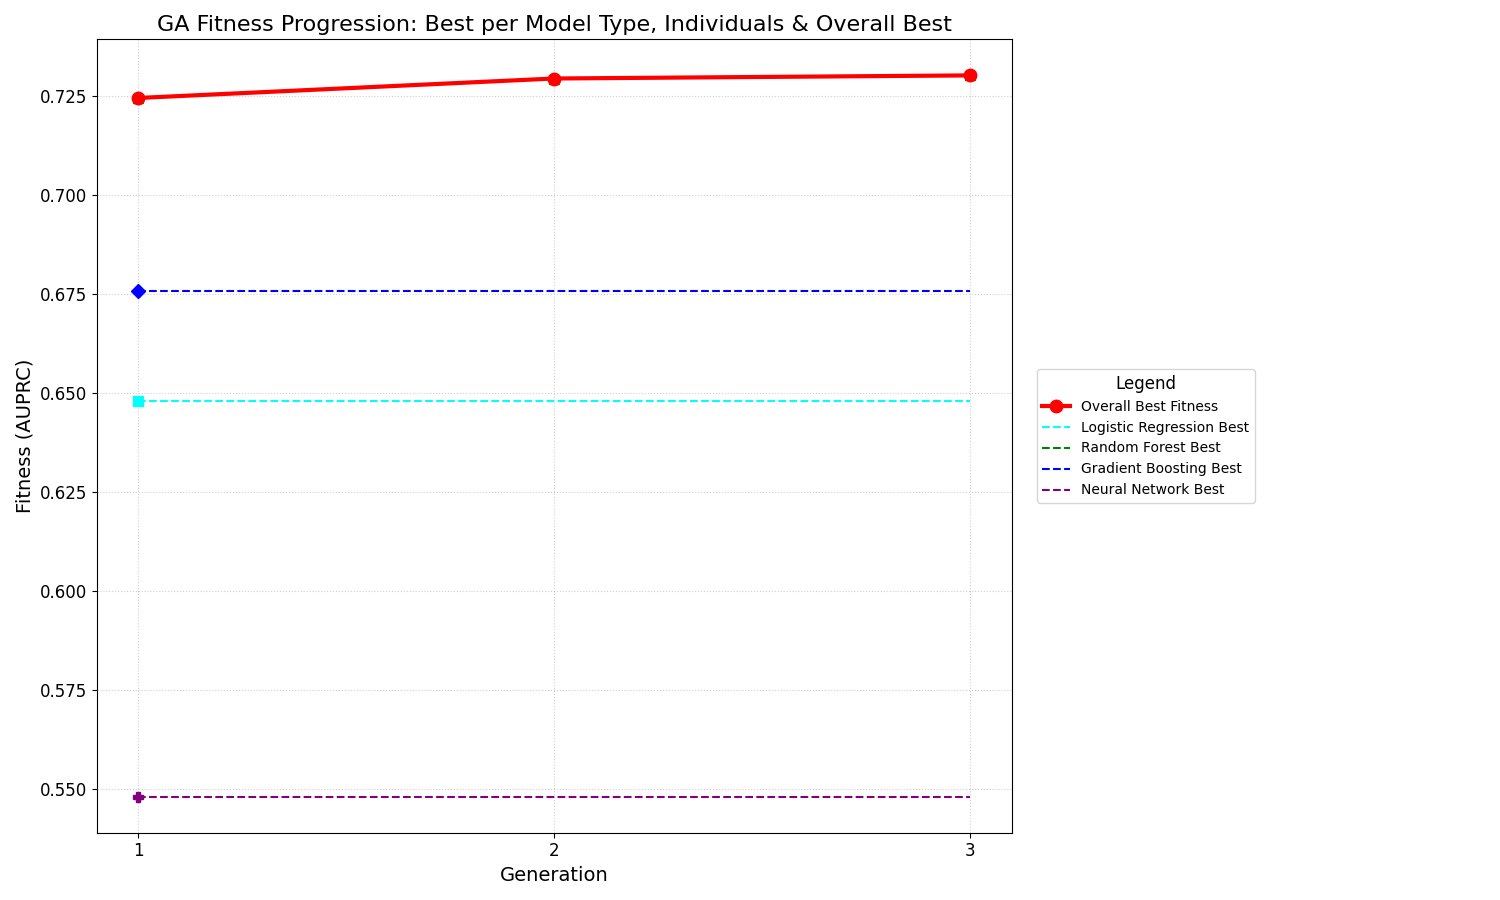 GA Fitness Progression: Best per Model Type, Individuals & Overall Best
Fitness (AUPRC)
0.725
0.700
0.675
0.650
0.625
0.600
0.575
0.550
1
2
3
Generation
Legend
Overall Best Fitness
Logistic Regression Best
Random Forest Best
Gradient Boosting Best
Neural Network Best